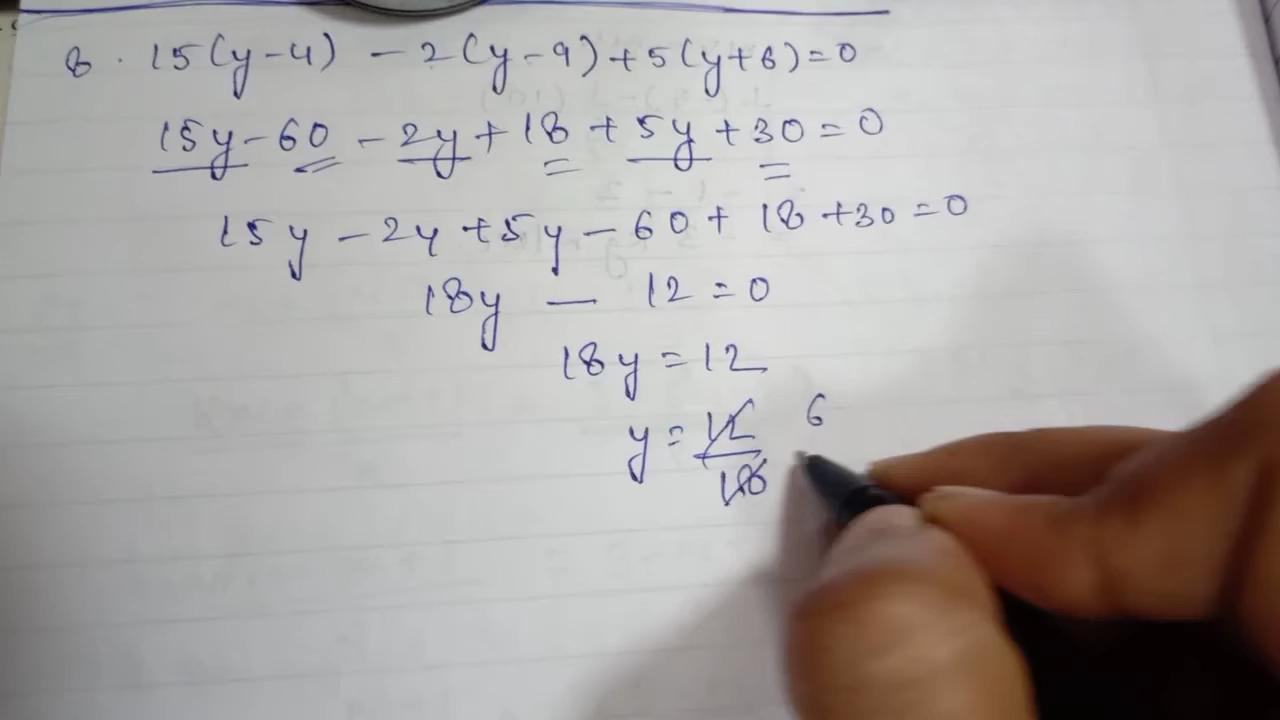 8. 15(y-4) - 2(y-9) + 5(y+6) = 0
15y - 60 - 2y + 18 + 5y + 30 = 0
15y - 2y + 5y - 60 + 18 + 30 = 0
18y - 12 = 0
18y = 12
y = 12/18 6